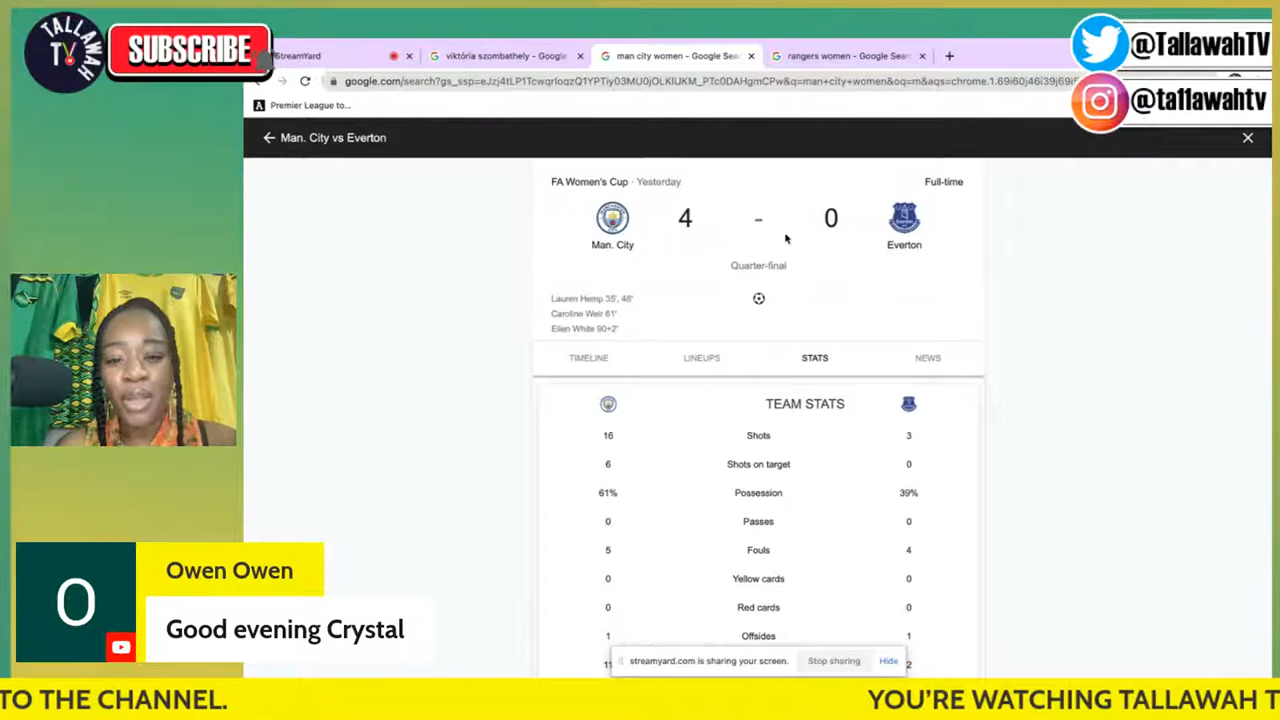 TALLAWAH
TV
SUBSCRIBE
StreamYard
viktória szombathely - Google
man city women - Google Sear
rangers women - Google Sear
@TallawahTV
@ta11awahtv
Premier League to...
Man. City vs Everton
FA Women's Cup · Yesterday
Full-time
4 - 0
Man. City
Everton
Quarter-final
Lauren Hemp 35', 48'
Caroline Weir 61'
Ellen White 90+2'
TIMELINE LINEUPS STATS NEWS
TEAM STATS
16 Shots 3
6 Shots on target 0
61% Possession 39%
0 Passes 0
5 Fouls 4
0 Yellow cards 0
0 Red cards 0
1 Offsides 1
11 2
streamyard.com is sharing your screen. Stop sharing Hide
O
Owen Owen
Good evening Crystal
TO THE CHANNEL. YOU'RE WATCHING TALLAWAH T